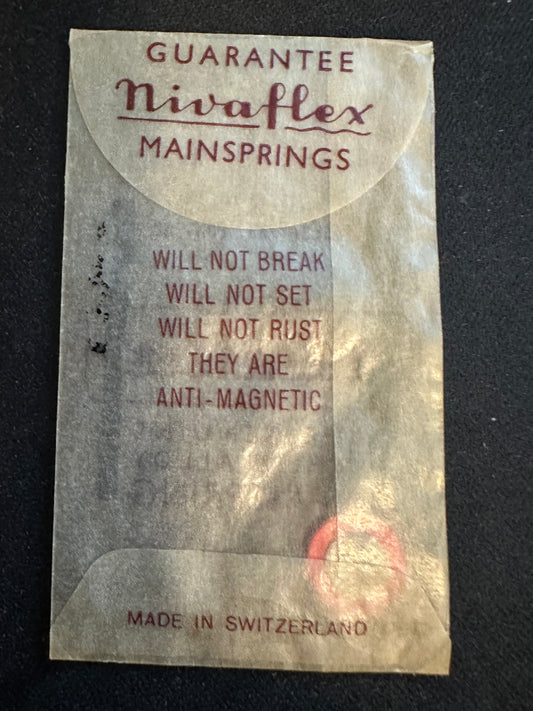 GUARANTEE
Nivaflex
MAINSPRINGS
WILL NOT BREAK
WILL NOT SET
WILL NOT RUST
THEY ARE
ANTI-MAGNETIC
MADE IN SWITZERLAND